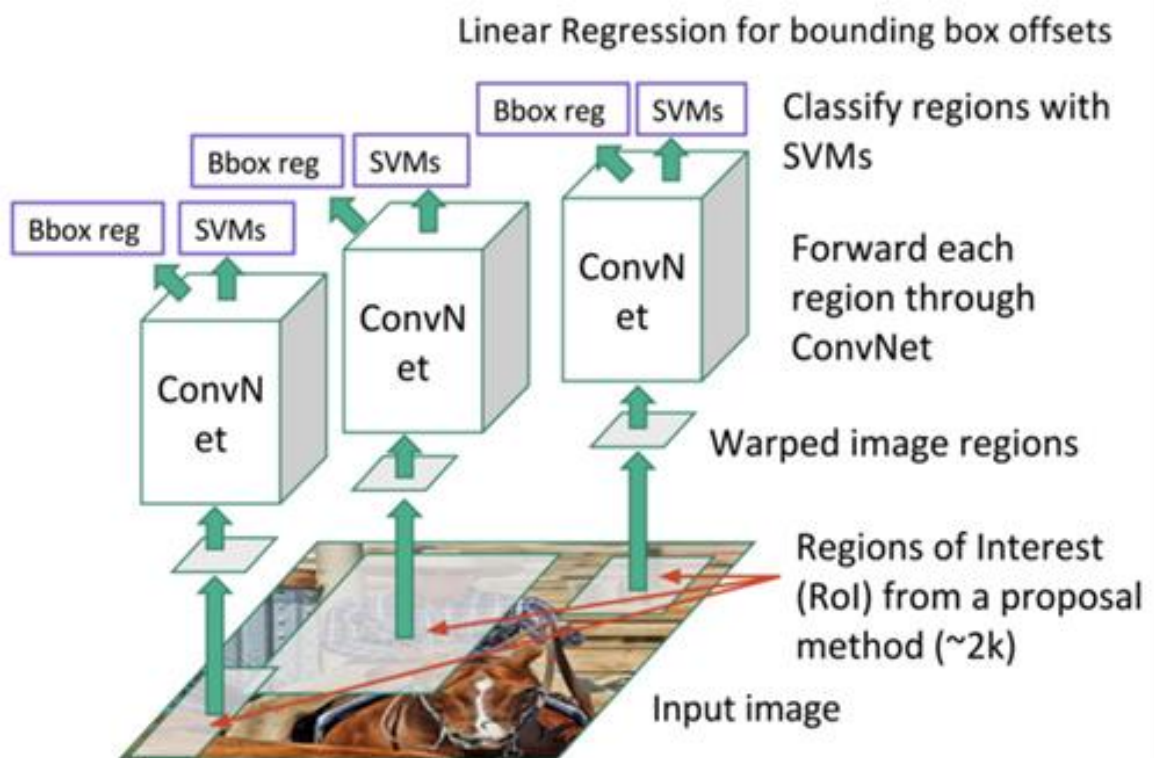 Linear Regression for bounding box offsets
Bbox reg
SVMs
Classify regions with
SVMs
Bbox reg
SVMs
Bbox reg
SVMs
ConvN
et
Forward each
region through
ConvNet
ConvN
et
ConvN
et
Warped image regions
Regions of Interest
(RoI) from a proposal
method (~2k)
Input image